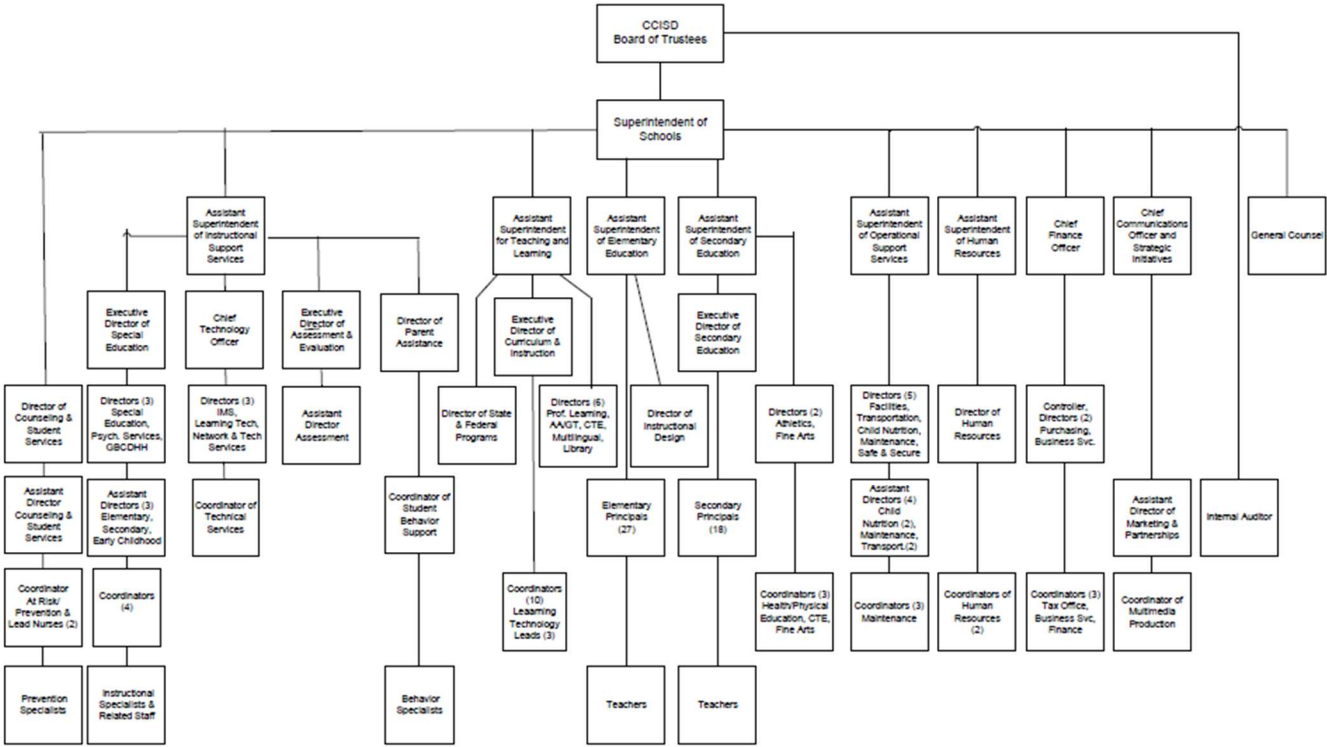 CCISD
Board of Trustees
Superintendent of
Schools
Assistant
Superintendent
of Instructional
Support
Services
Assistant
Superintendent
for Teaching and
Learning
Assistant
Superintendent
of Elementary
Education
Assistant
Superintendent
of Secondary
Education
Assistant
Superintendent
of Operational
Support
Services
Assistant
Superintendent
of Human
Resources
Chief
Finance
Officer
Chief
Communications
Officer and
Strategic
Initiatives
General Counsel
Executive
Director of
Special
Education
Chief
Technology
Officer
Executive
Director of
Assessment &
Evaluation
Director of
Parent
Assistance
Executive
Director of
Curriculum &
Instruction
Executive
Director of
Secondary
Education
Director of
Counseling &
Student
Services
Directors (3)
Special
Education,
Psych. Services,
GBCDHH
Directors (3)
IMS,
Learning Tech,
Network & Tech
Services
Assistant
Director
Assessment
Director of State
& Federal
Programs
Directors (6)
Prof. Learning,
AA/GT, CTE,
Multilingual,
Library
Director of
Instructional
Design
Directors (2)
Athletics,
Fine Arts
Directors (5)
Facilities,
Transportation,
Child Nutrition,
Maintenance,
Safe & Secure
Director of
Human
Resources
Controller,
Directors (2)
Purchasing,
Business Svc.
Assistant
Director
Counseling &
Student
Services
Assistant
Directors (3)
Elementary,
Secondary,
Early Childhood
Coordinator of
Technical
Services
Coordinator of
Student
Behavior
Support
Elementary
Principals
(27)
Secondary
Principals
(18)
Assistant
Directors (4)
Child
Nutrition (2),
Maintenance,
Transport.(2)
Assistant
Director of
Marketing &
Partnerships
Internal Auditor
Coordinator
At Risk/
Prevention &
Lead Nurses (2)
Coordinators
(4)
Coordinators
(10)
Leaarning
Technology
Leads (3)
Coordinators (3)
Health/Physical
Education, CTE,
Fine Arts
Coordinators (3)
Maintenance
Coordinators of
Human
Resources
(2)
Coordinators (3)
Tax Office,
Business Svc,
Finance
Coordinator of
Multimedia
Production
Prevention
Specialists
Instructional
Specialists &
Related Staff
Behavior
Specialists
Teachers
Teachers